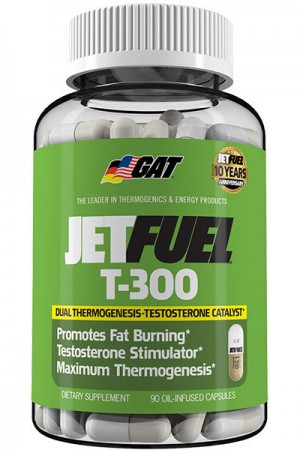 GAT
JETFUEL
10 YEARS
ANNIVERSARY
THE LEADER IN THERMOGENICS & ENERGY PRODUCTS
JETFUEL
T-300
DUAL THERMOGENESIS-TESTOSTERONE CATALYST*
Promotes Fat Burning*
Testosterone Stimulator*
Maximum Thermogenesis*
JETFUEL
DIETARY SUPPLEMENT
90 OIL-INFUSED CAPSULES